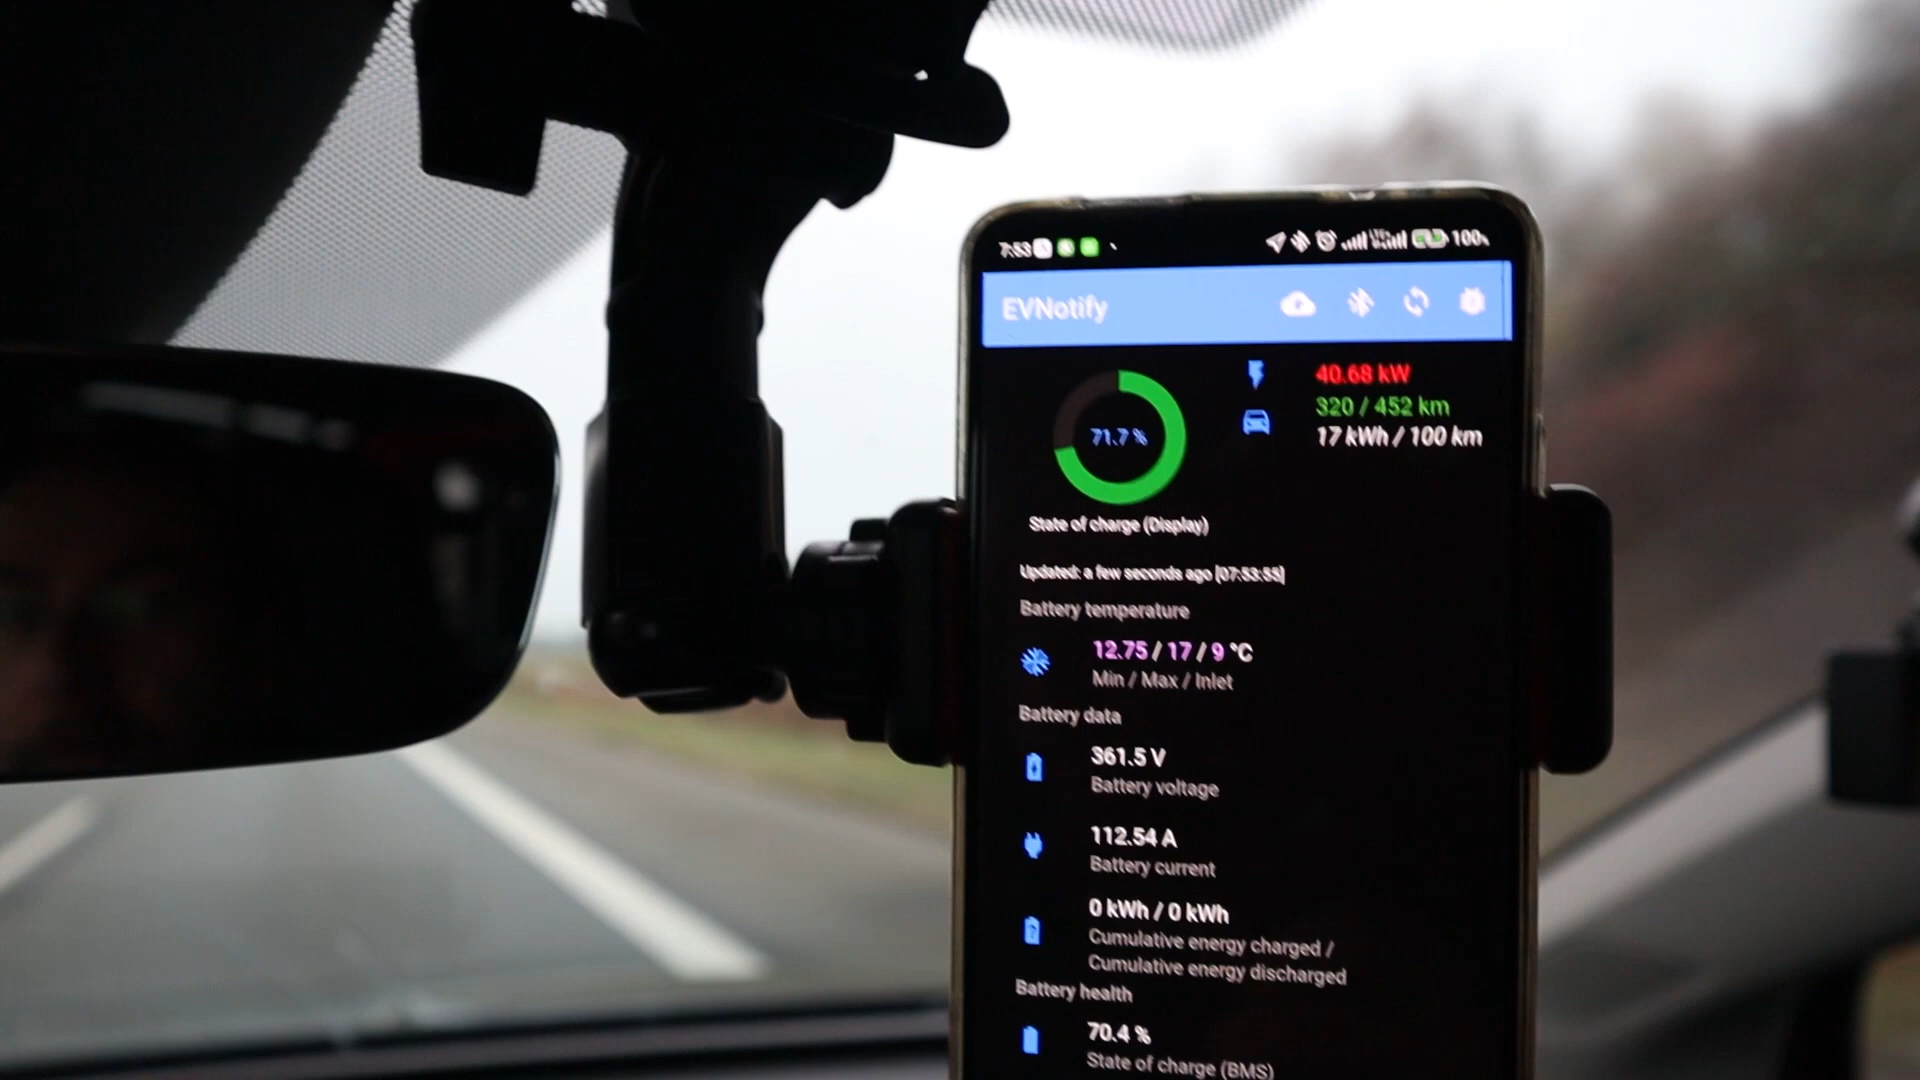 7:53
100%
EVNotify
40.68 kW
320 / 452 km
17 kWh / 100 km
71.7 %
State of charge (Display)
Updated: a few seconds ago [07:53:55]
Battery temperature
12.75 / 17 / 9 °C
Min / Max / Inlet
Battery data
361.5 V
Battery voltage
112.54 A
Battery current
0 kWh / 0 kWh
Cumulative energy charged /
Cumulative energy discharged
Battery health
70.4 %
State of charge (BMS)